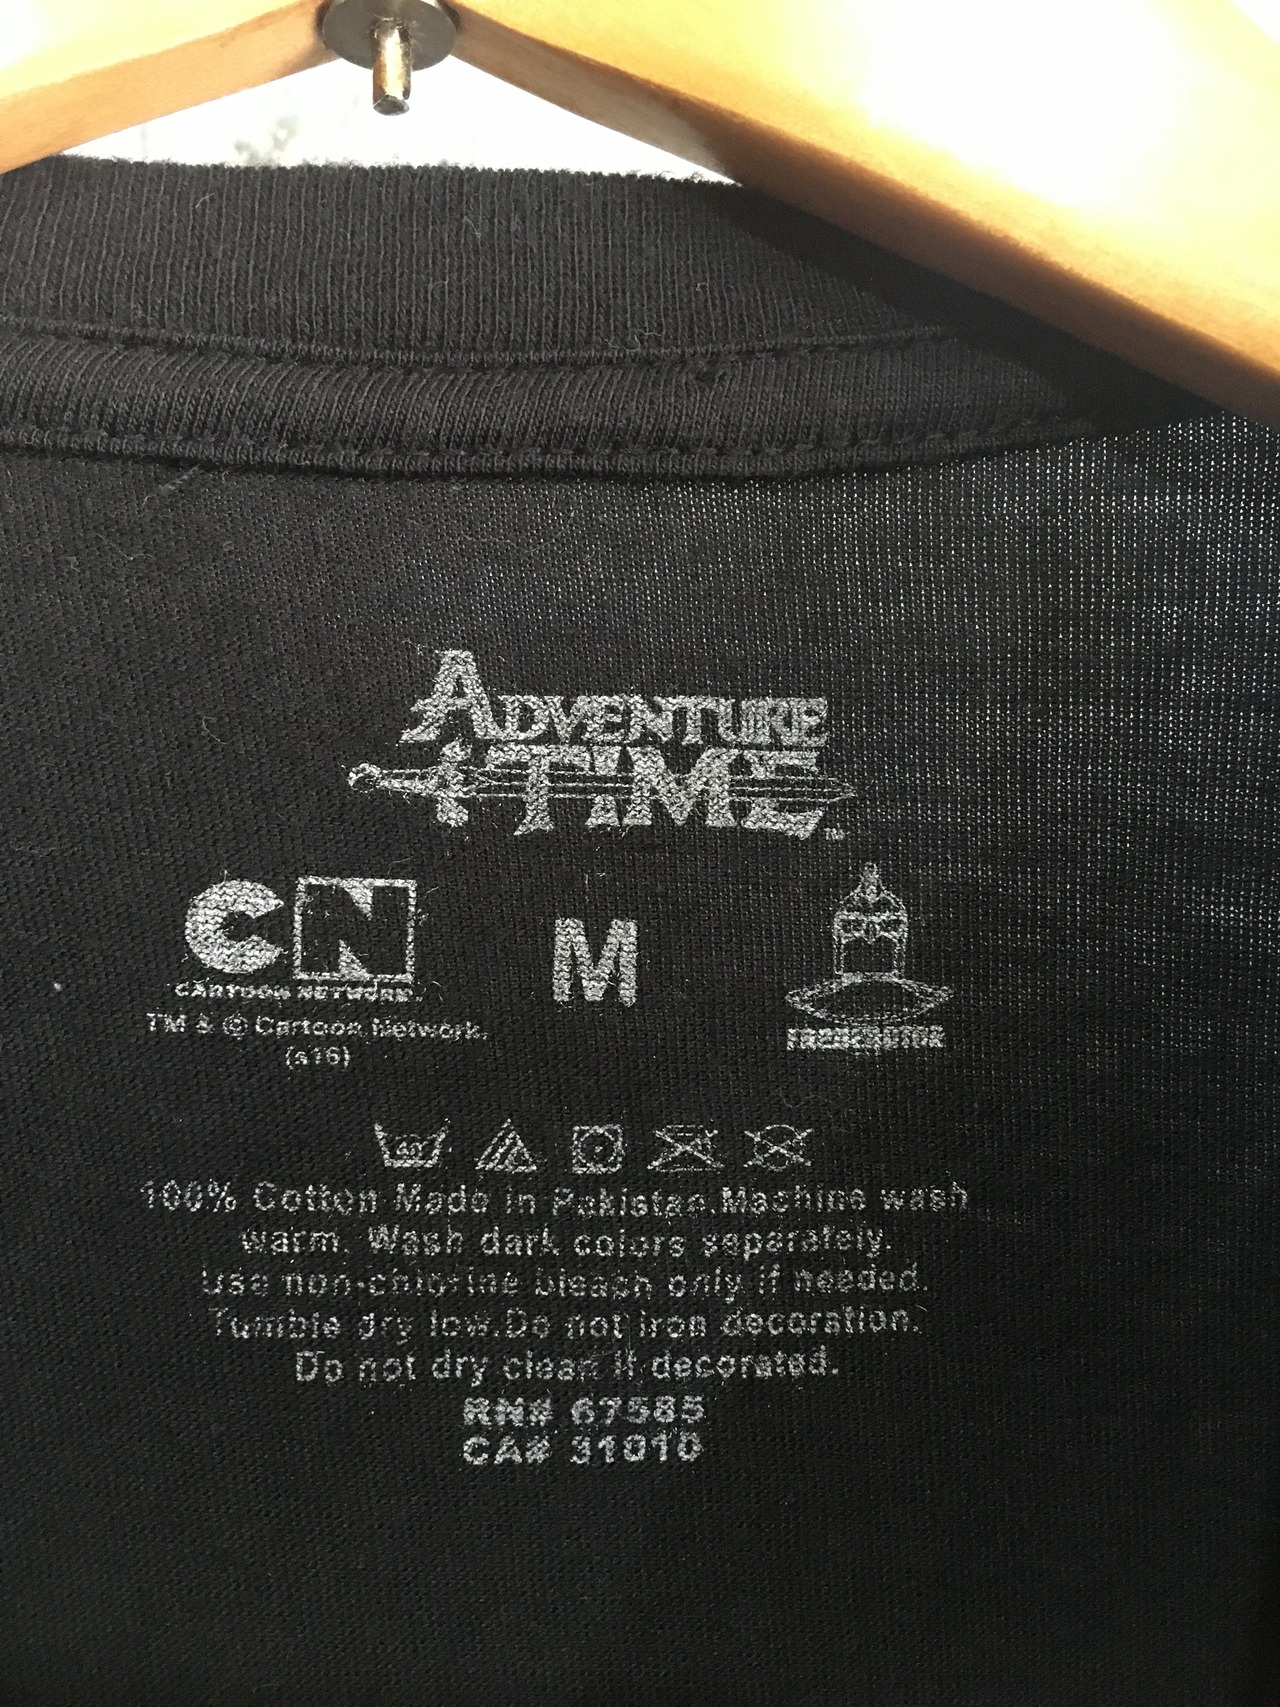 ADVENTURE
TIME™
CN
CARTOON NETWORK™
TM & © Cartoon Network.
(s16)
M
100% Cotton Made in Pakistan.Machine wash
warm. Wash dark colors separately.
Use non-chlorine bleach only if needed.
Tumble dry low.Do not iron decoration.
Do not dry clean if decorated.
RN# 67585
CA# 31010